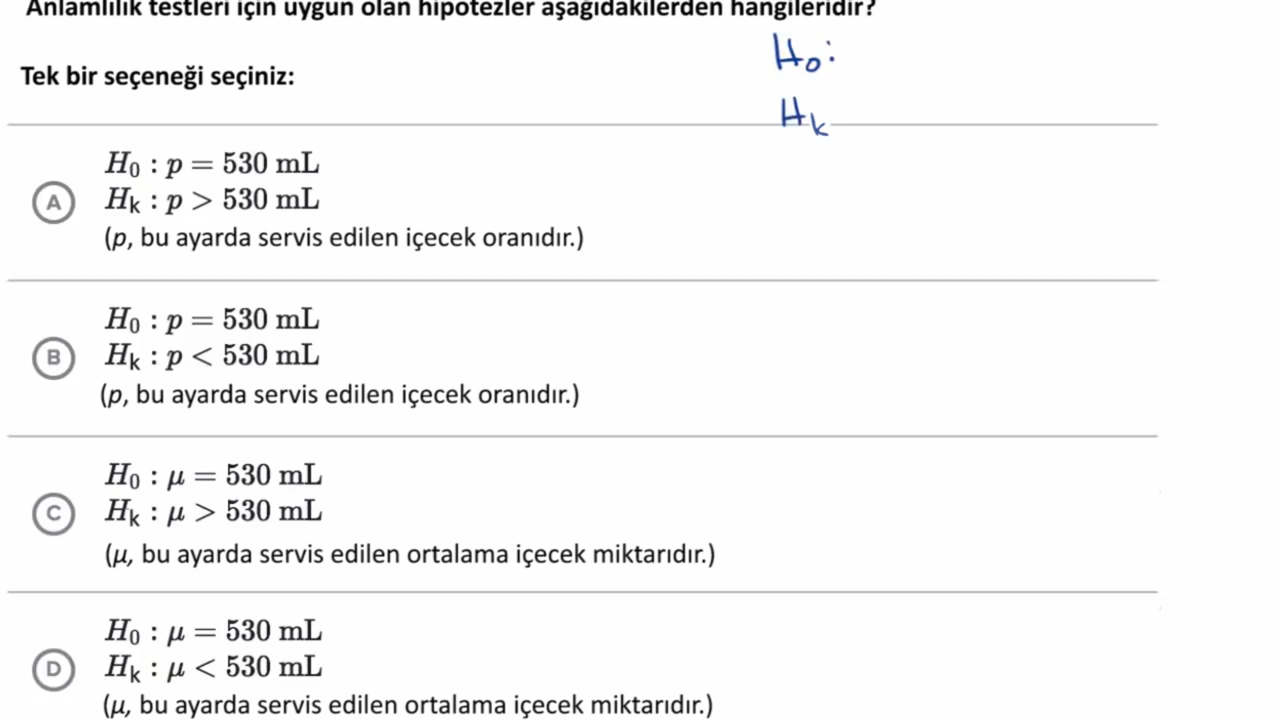 Anlamlılık testleri için uygun olan hipotezler aşağıdakilerden hangileridir?
H₀:
Tek bir seçeneği seçiniz:
Hₖ
H₀ : p = 530 mL
A Hₖ : p > 530 mL
(p, bu ayarda servis edilen içecek oranıdır.)
H₀ : p = 530 mL
B Hₖ : p < 530 mL
(p, bu ayarda servis edilen içecek oranıdır.)
H₀ : μ = 530 mL
C Hₖ : μ > 530 mL
(μ, bu ayarda servis edilen ortalama içecek miktarıdır.)
H₀ : μ = 530 mL
D Hₖ : μ < 530 mL
(μ, bu ayarda servis edilen ortalama içecek miktarıdır.)